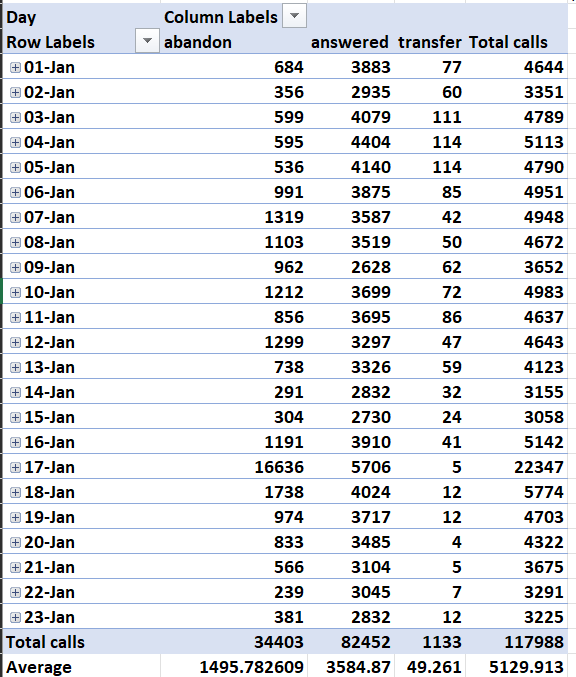 Day Column Labels
Row Labels abandon answered transfer Total calls
01-Jan 684 3883 77 4644
02-Jan 356 2935 60 3351
03-Jan 599 4079 111 4789
04-Jan 595 4404 114 5113
05-Jan 536 4140 114 4790
06-Jan 991 3875 85 4951
07-Jan 1319 3587 42 4948
08-Jan 1103 3519 50 4672
09-Jan 962 2628 62 3652
10-Jan 1212 3699 72 4983
11-Jan 856 3695 86 4637
12-Jan 1299 3297 47 4643
13-Jan 738 3326 59 4123
14-Jan 291 2832 32 3155
15-Jan 304 2730 24 3058
16-Jan 1191 3910 41 5142
17-Jan 16636 5706 5 22347
18-Jan 1738 4024 12 5774
19-Jan 974 3717 12 4703
20-Jan 833 3485 4 4322
21-Jan 566 3104 5 3675
22-Jan 239 3045 7 3291
23-Jan 381 2832 12 3225
Total calls 34403 82452 1133 117988
Average 1495.782609 3584.87 49.261 5129.913